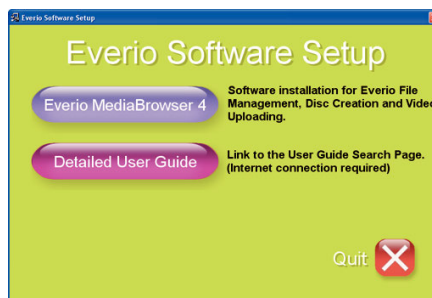 Everio Software Setup
Everio Software Setup
Everio MediaBrowser 4
Software installation for Everio File
Management, Disc Creation and Video
Uploading.
Detailed User Guide
Link to the User Guide Search Page.
(Internet connection required)
Quit